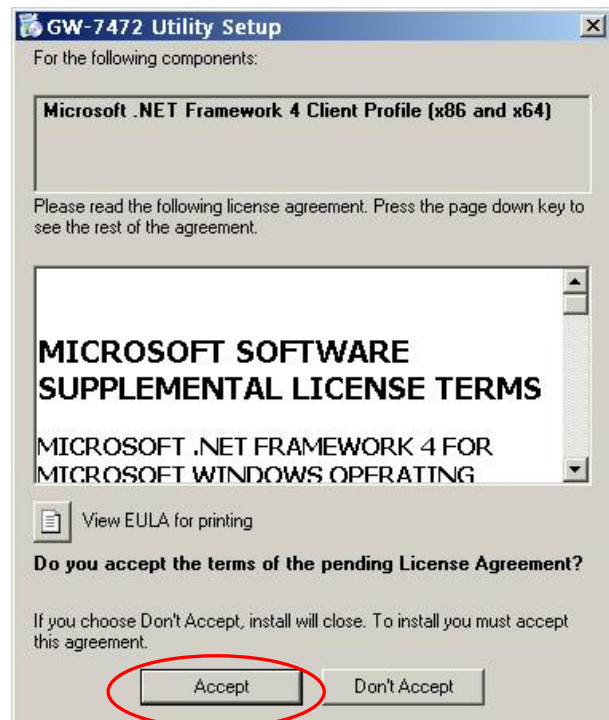 GW-7472 Utility Setup
For the following components:
Microsoft .NET Framework 4 Client Profile (x86 and x64)
Please read the following license agreement. Press the page down key to
see the rest of the agreement.
MICROSOFT SOFTWARE
SUPPLEMENTAL LICENSE TERMS
MICROSOFT .NET FRAMEWORK 4 FOR
MICROSOFT WINDOWS OPERATING
View EULA for printing
Do you accept the terms of the pending License Agreement?
If you choose Don't Accept, install will close. To install you must accept
this agreement.
Accept
Don't Accept